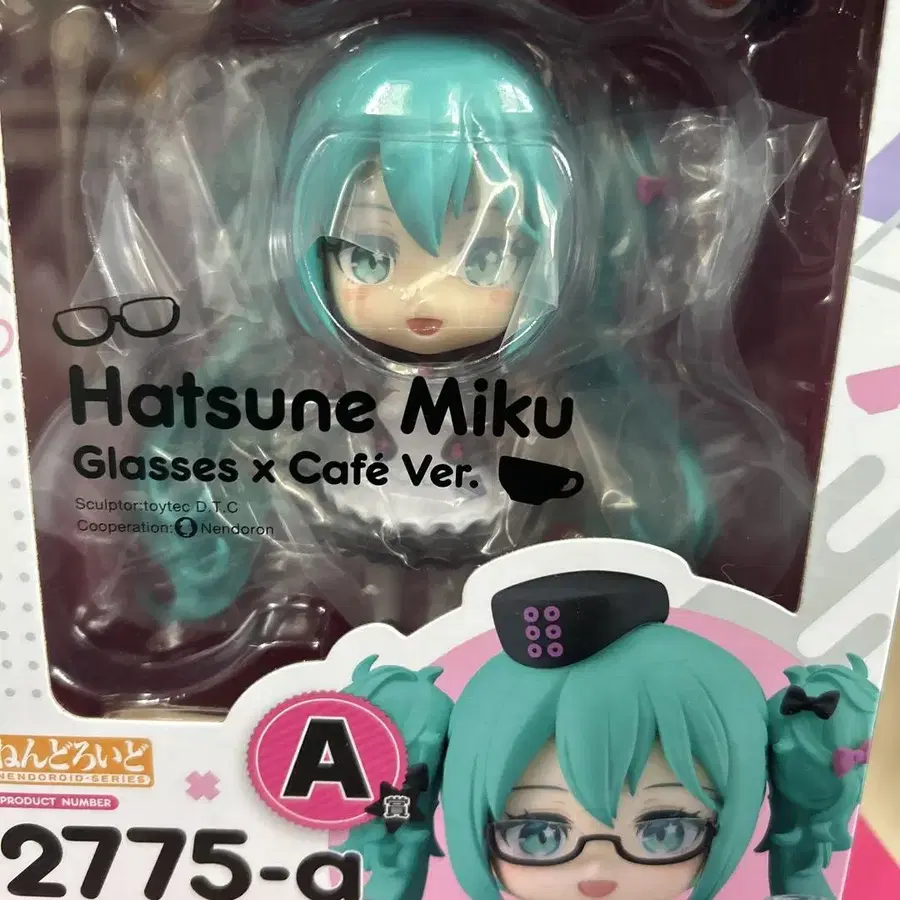 Hatsune Miku
Glasses x Café Ver.
Sculptor:toytec D.T.C
Cooperation: Nendoron
ねんどろいど
NENDOROID·SERIES
PRODUCT NUMBER
2775-a
A
賞